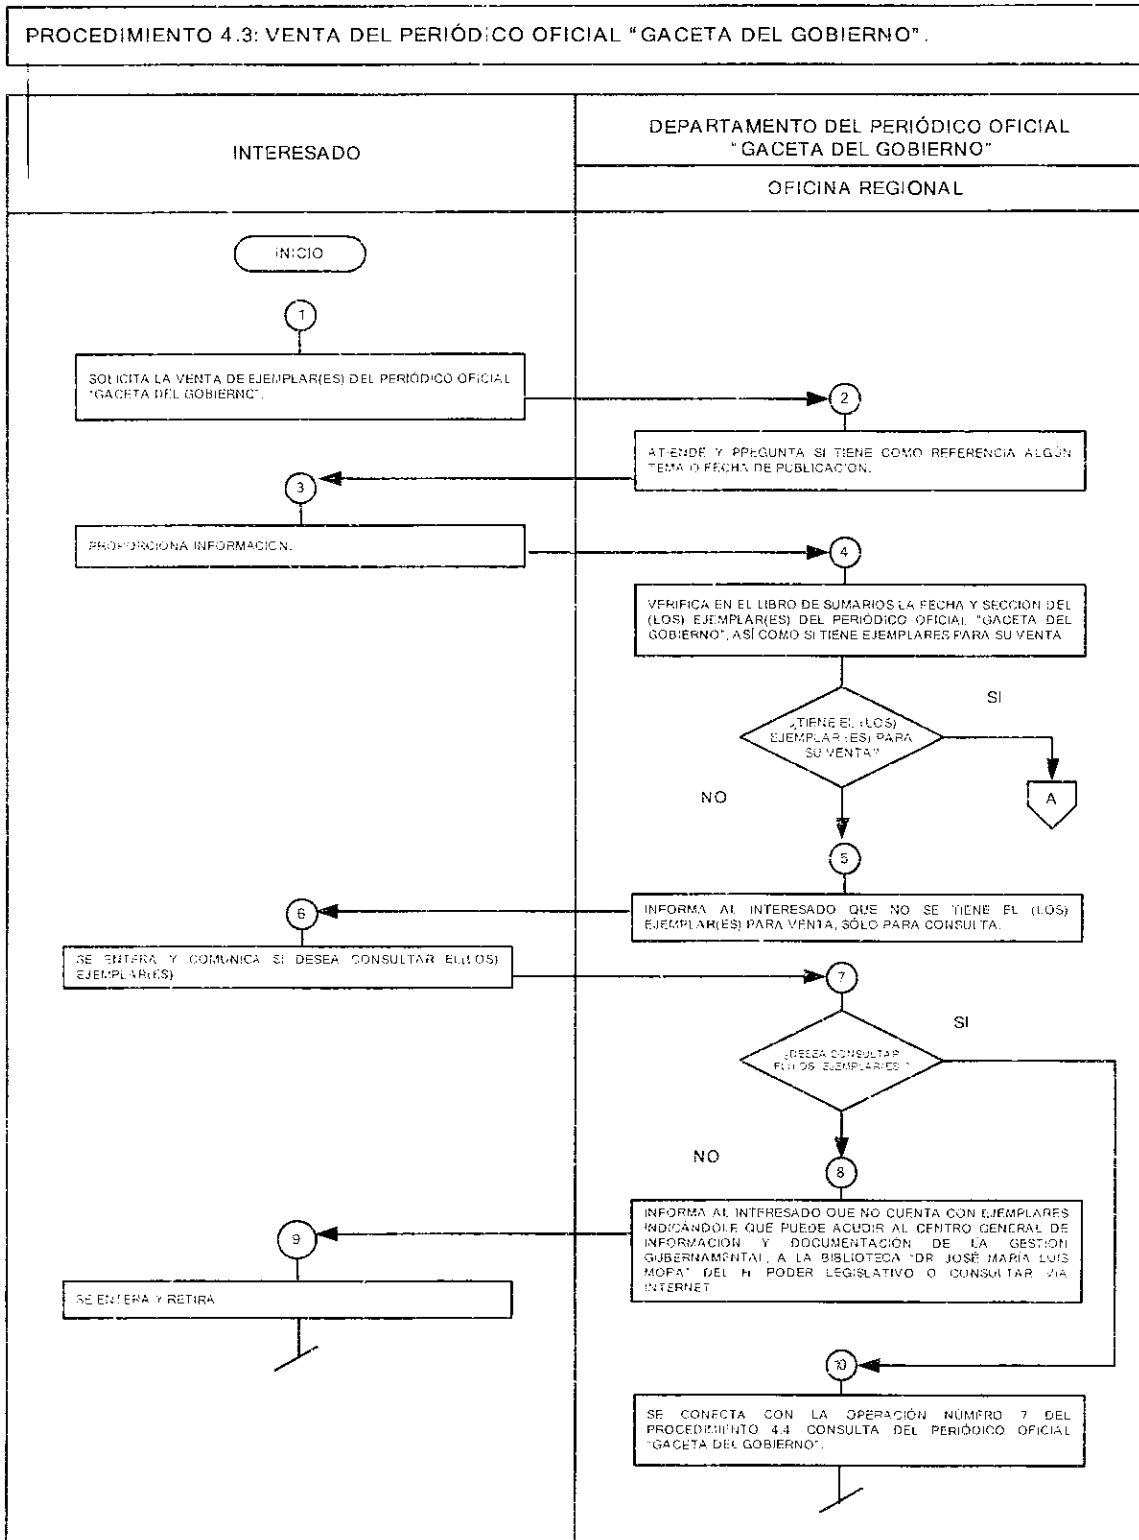 PROCEDIMIENTO 4.3: VENTA DEL PERIÓDICO OFICIAL “GACETA DEL GOBIERNO”.
INTERESADO
DEPARTAMENTO DEL PERIÓDICO OFICIAL
“GACETA DEL GOBIERNO”
OFICINA REGIONAL
INICIO
1
SOLICITA LA VENTA DE EJEMPLAR(ES) DEL PERIÓDICO OFICIAL
“GACETA DEL GOBIERNO”.
2
ATIENDE Y PREGUNTA SI TIENE COMO REFERENCIA ALGÚN
TEMA O FECHA DE PUBLICACIÓN.
3
PROPORCIONA INFORMACIÓN.
4
VERIFICA EN EL LIBRO DE SUMARIOS LA FECHA Y SECCIÓN DEL
(LOS) EJEMPLAR(ES) DEL PERIÓDICO OFICIAL “GACETA DEL
GOBIERNO”, ASÍ COMO SI TIENE EJEMPLARES PARA SU VENTA
¿TIENE EL (LOS)
EJEMPLAR (ES) PARA
SU VENTA?
SI
A
NO
5
INFORMA AL INTERESADO QUE NO SE TIENE EL (LOS)
EJEMPLAR(ES) PARA VENTA, SÓLO PARA CONSULTA.
6
SE ENTERA Y COMUNICA SI DESEA CONSULTAR EL(LOS)
EJEMPLAR(ES)
7
¿DESEA CONSULTAR
EL(LOS) EJEMPLAR(ES)?
SI
NO
8
INFORMA AL INTERESADO QUE NO CUENTA CON EJEMPLARES
INDICÁNDOLE QUE PUEDE ACUDIR AL CENTRO GENERAL DE
INFORMACIÓN Y DOCUMENTACIÓN DE LA GESTIÓN
GUBERNAMENTAL, A LA BIBLIOTECA “DR JOSÉ MARÍA LUIS
MORA” DEL H. PODER LEGISLATIVO O CONSULTAR VÍA
INTERNET
9
SE ENTERA Y RETIRA
10
SE CONECTA CON LA OPERACIÓN NÚMERO 7 DEL
PROCEDIMIENTO 4.4 CONSULTA DEL PERIÓDICO OFICIAL
“GACETA DEL GOBIERNO”.